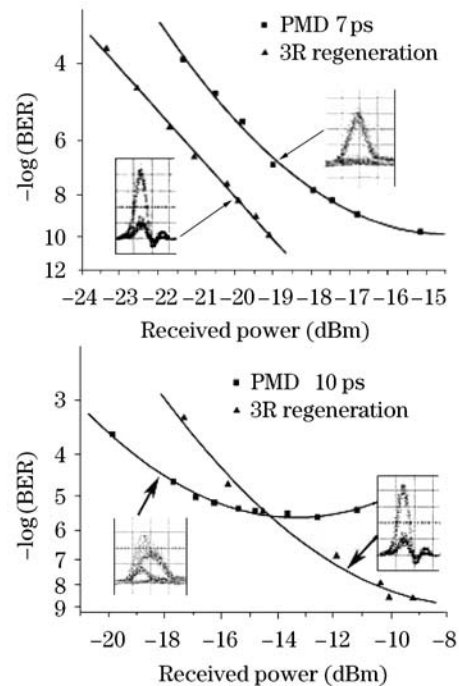 PMD 7 ps
3R regeneration
4
6
8
10
12
−log(BER)
−24 −23 −22 −21 −20 −19 −18 −17 −16 −15
Received power (dBm)
PMD 10 ps
3R regeneration
3
4
5
6
7
8
9
−log(BER)
−20 −18 −16 −14 −12 −10 −8
Received power (dBm)